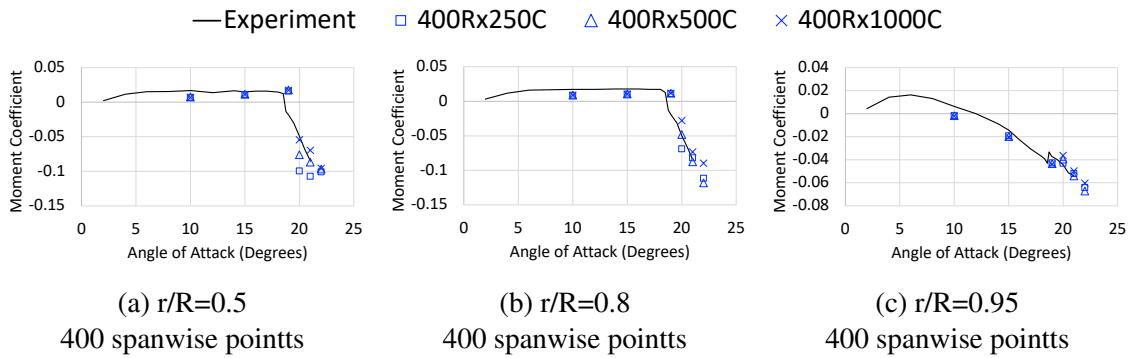 Experiment 400Rx250C 400Rx500C 400Rx1000C
Moment Coefficient
0.05
0
-0.05
-0.1
-0.15
0 5 10 15 20 25
Angle of Attack (Degrees)
(a) r/R=0.5
400 spanwise pointts
Moment Coefficient
0.05
0
-0.05
-0.1
-0.15
0 5 10 15 20 25
Angle of Attack (Degrees)
(b) r/R=0.8
400 spanwise pointts
Moment Coefficient
0.04
0.02
0
-0.02
-0.04
-0.06
-0.08
0 5 10 15 20 25
Angle of Attack (Degrees)
(c) r/R=0.95
400 spanwise pointts